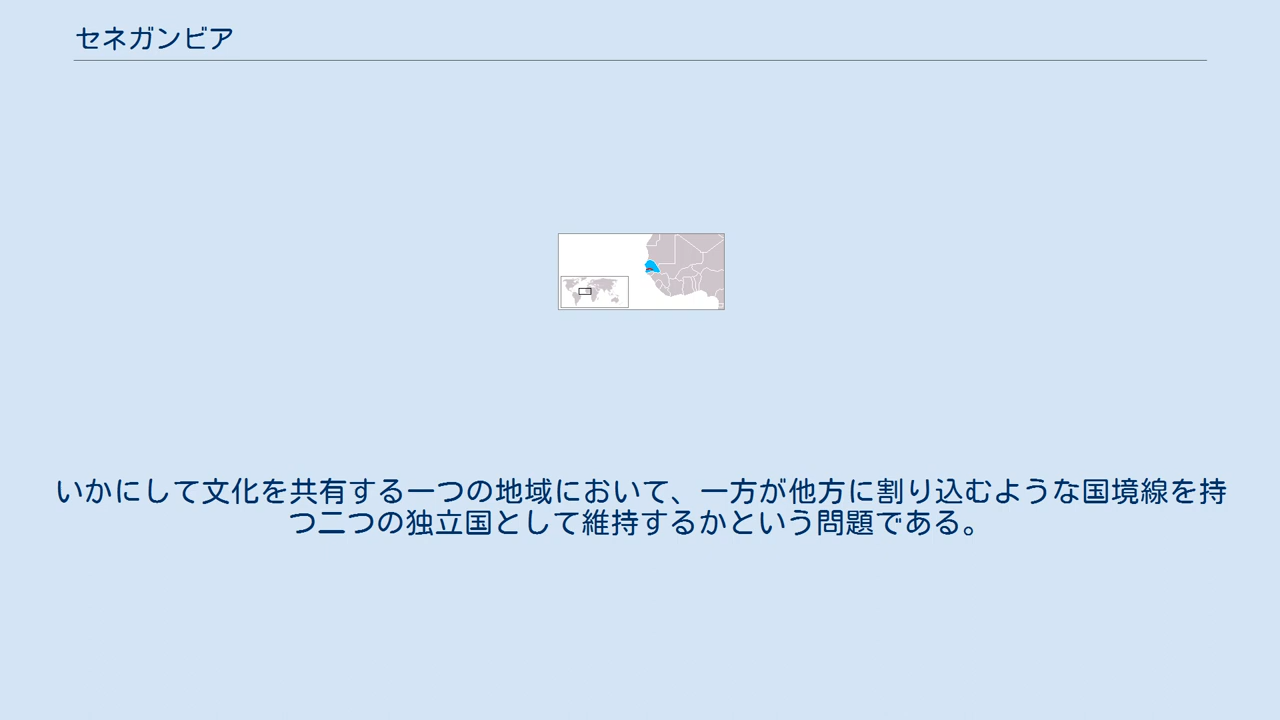 セネガンビア
いかにして文化を共有する一つの地域において、一方が他方に割り込むような国境線を持
つ二つの独立国として維持するかという問題である。